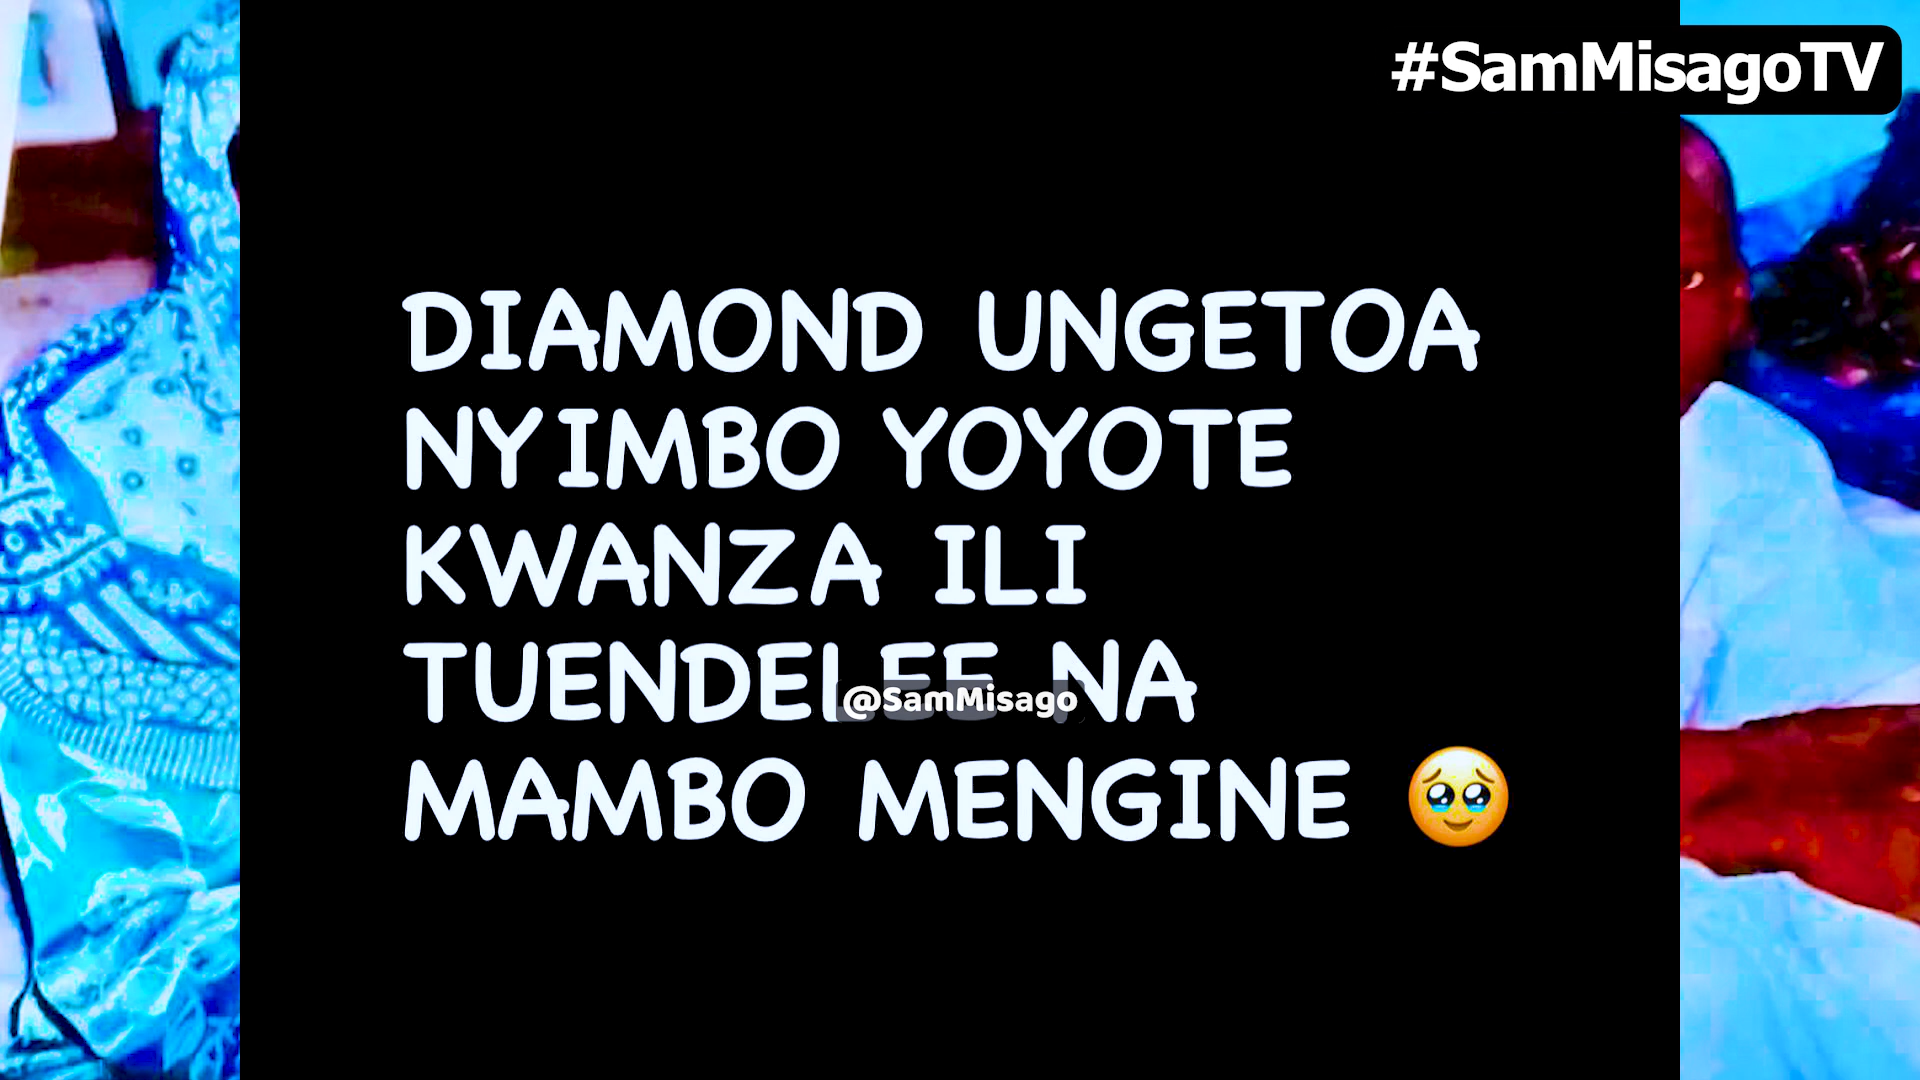 #SamMisagoTV
DIAMOND UNGETOA
NYIMBO YOYOTE
KWANZA ILI
TUENDELEE NA
@SamMisago
MAMBO MENGINE 🥹